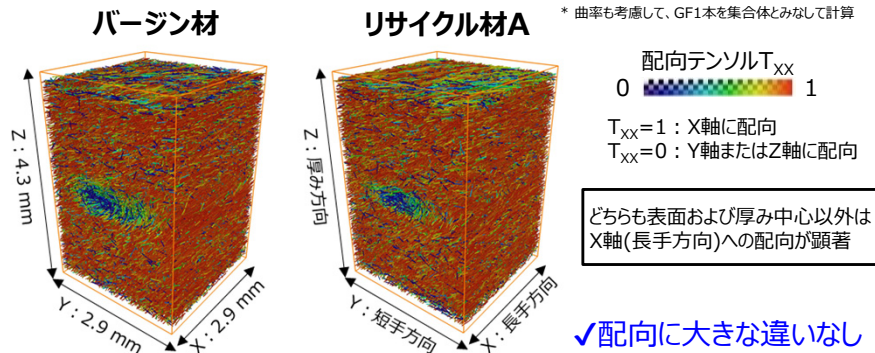 バージン材
リサイクル材A
* 曲率も考慮して、GF1本を集合体とみなして計算
配向テンソルTXX
0 1
TXX=1：X軸に配向
TXX=0：Y軸またはZ軸に配向
Z：4.3 mm
Y：2.9 mm
X：2.9 mm
Z：厚み方向
Y：短手方向
X：長手方向
どちらも表面および厚み中心以外は
X軸(長手方向)への配向が顕著
✓配向に大きな違いなし